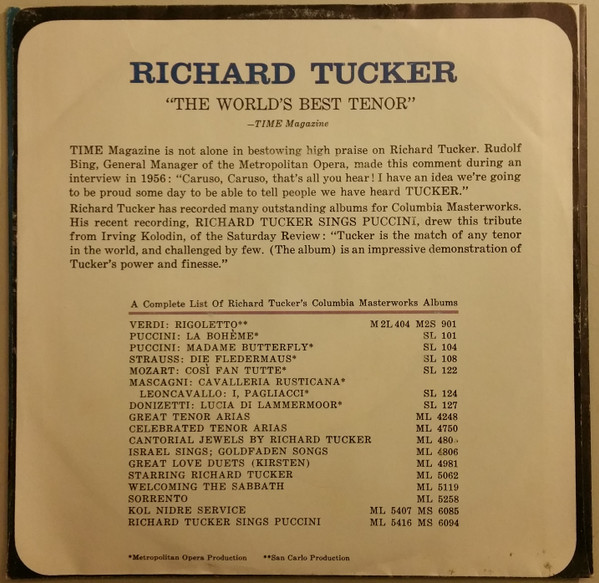 RICHARD TUCKER
"THE WORLD'S BEST TENOR"
—TIME Magazine
TIME Magazine is not alone in bestowing high praise on Richard Tucker. Rudolf
Bing, General Manager of the Metropolitan Opera, made this comment during an
interview in 1956: "Caruso, Caruso, that's all you hear! I have an idea we're going
to be proud some day to be able to tell people we have heard TUCKER."
Richard Tucker has recorded many outstanding albums for Columbia Masterworks.
His recent recording, RICHARD TUCKER SINGS PUCCINI, drew this tribute
from Irving Kolodin, of the Saturday Review: "Tucker is the match of any tenor
in the world, and challenged by few. (The album) is an impressive demonstration of
Tucker's power and finesse."
A Complete List Of Richard Tucker's Columbia Masterworks Albums
VERDI: RIGOLETTO** M2L 404 M2S 901
PUCCINI: LA BOHÈME* SL 101
PUCCINI: MADAME BUTTERFLY* SL 104
STRAUSS: DIE FLEDERMAUS* SL 108
MOZART: COSÌ FAN TUTTE* SL 122
MASCAGNI: CAVALLERIA RUSTICANA*
LEONCAVALLO: I, PAGLIACCI* SL 124
DONIZETTI: LUCIA DI LAMMERMOOR* SL 127
GREAT TENOR ARIAS ML 4248
CELEBRATED TENOR ARIAS ML 4750
CANTORIAL JEWELS BY RICHARD TUCKER ML
ISRAEL SINGS; GOLDFADEN SONGS ML 6806
GREAT LOVE DUETS (KIRSTEN) ML 4981
STARRING RICHARD TUCKER ML 5062
WELCOMING THE SABBATH ML 5119
SORRENTO ML 5258
KOL NIDRE SERVICE ML 5407 MS 6085
RICHARD TUCKER SINGS PUCCINI ML 5416 MS 6094
*Metropolitan Opera Production **San Carlo Production